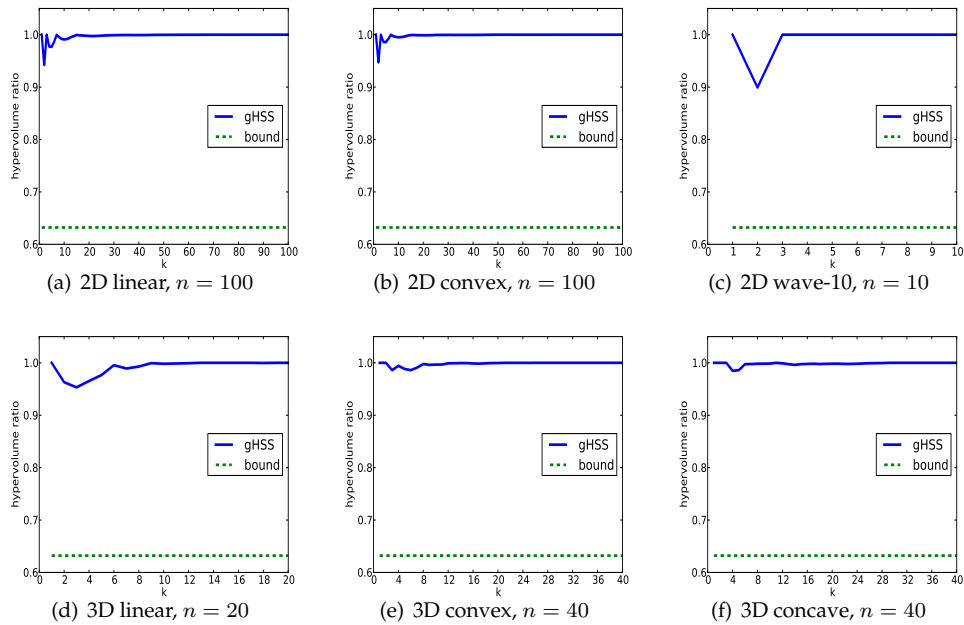 hypervolume ratio
1.0
0.9
0.8
0.7
0.6
gHSS
bound
0 10 20 30 40 50 60 70 80 90 100
k
(a) 2D linear, n = 100
hypervolume ratio
1.0
0.9
0.8
0.7
0.6
gHSS
bound
0 10 20 30 40 50 60 70 80 90 100
k
(b) 2D convex, n = 100
hypervolume ratio
1.0
0.9
0.8
0.7
0.6
gHSS
bound
0 1 2 3 4 5 6 7 8 9 10
k
(c) 2D wave-10, n = 10
hypervolume ratio
1.0
0.9
0.8
0.7
0.6
gHSS
bound
0 2 4 6 8 10 12 14 16 18 20
k
(d) 3D linear, n = 20
hypervolume ratio
1.0
0.9
0.8
0.7
0.6
gHSS
bound
0 4 8 12 16 20 24 28 32 36 40
k
(e) 3D convex, n = 40
hypervolume ratio
1.0
0.9
0.8
0.7
0.6
gHSS
bound
0 4 8 12 16 20 24 28 32 36 40
k
(f) 3D concave, n = 40